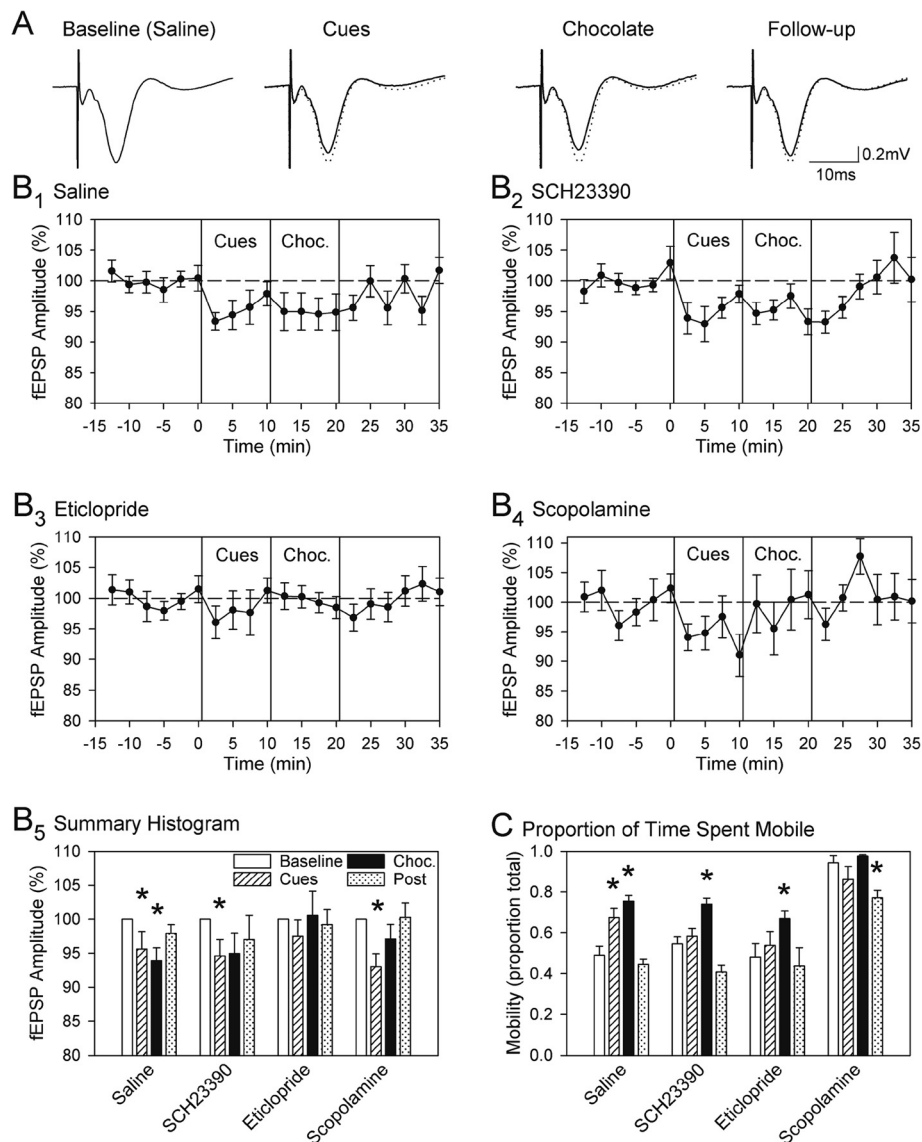 A
Baseline (Saline) Cues Chocolate Follow-up
0.2mV
10ms
B1 Saline
fEPSP Amplitude (%)
110
105
100
95
90
85
80
Cues Choc.
-15 -10 -5 0 5 10 15 20 25 30 35
Time (min)
B2 SCH23390
fEPSP Amplitude (%)
110
105
100
95
90
85
80
Cues Choc.
-15 -10 -5 0 5 10 15 20 25 30 35
Time (min)
B3 Eticlopride
fEPSP Amplitude (%)
110
105
100
95
90
85
80
Cues Choc.
-15 -10 -5 0 5 10 15 20 25 30 35
Time (min)
B4 Scopolamine
fEPSP Amplitude (%)
110
105
100
95
90
85
80
Cues Choc.
-15 -10 -5 0 5 10 15 20 25 30 35
Time (min)
B5 Summary Histogram
fEPSP Amplitude (%)
110
105
100
95
90
85
80
Baseline Choc.
Cues Post
* * * *
Saline SCH23390 Eticlopride Scopolamine
C Proportion of Time Spent Mobile
Mobility (proportion total)
1.0
0.8
0.6
0.4
0.2
0.0
* * * * *
Saline SCH23390 Eticlopride Scopolamine